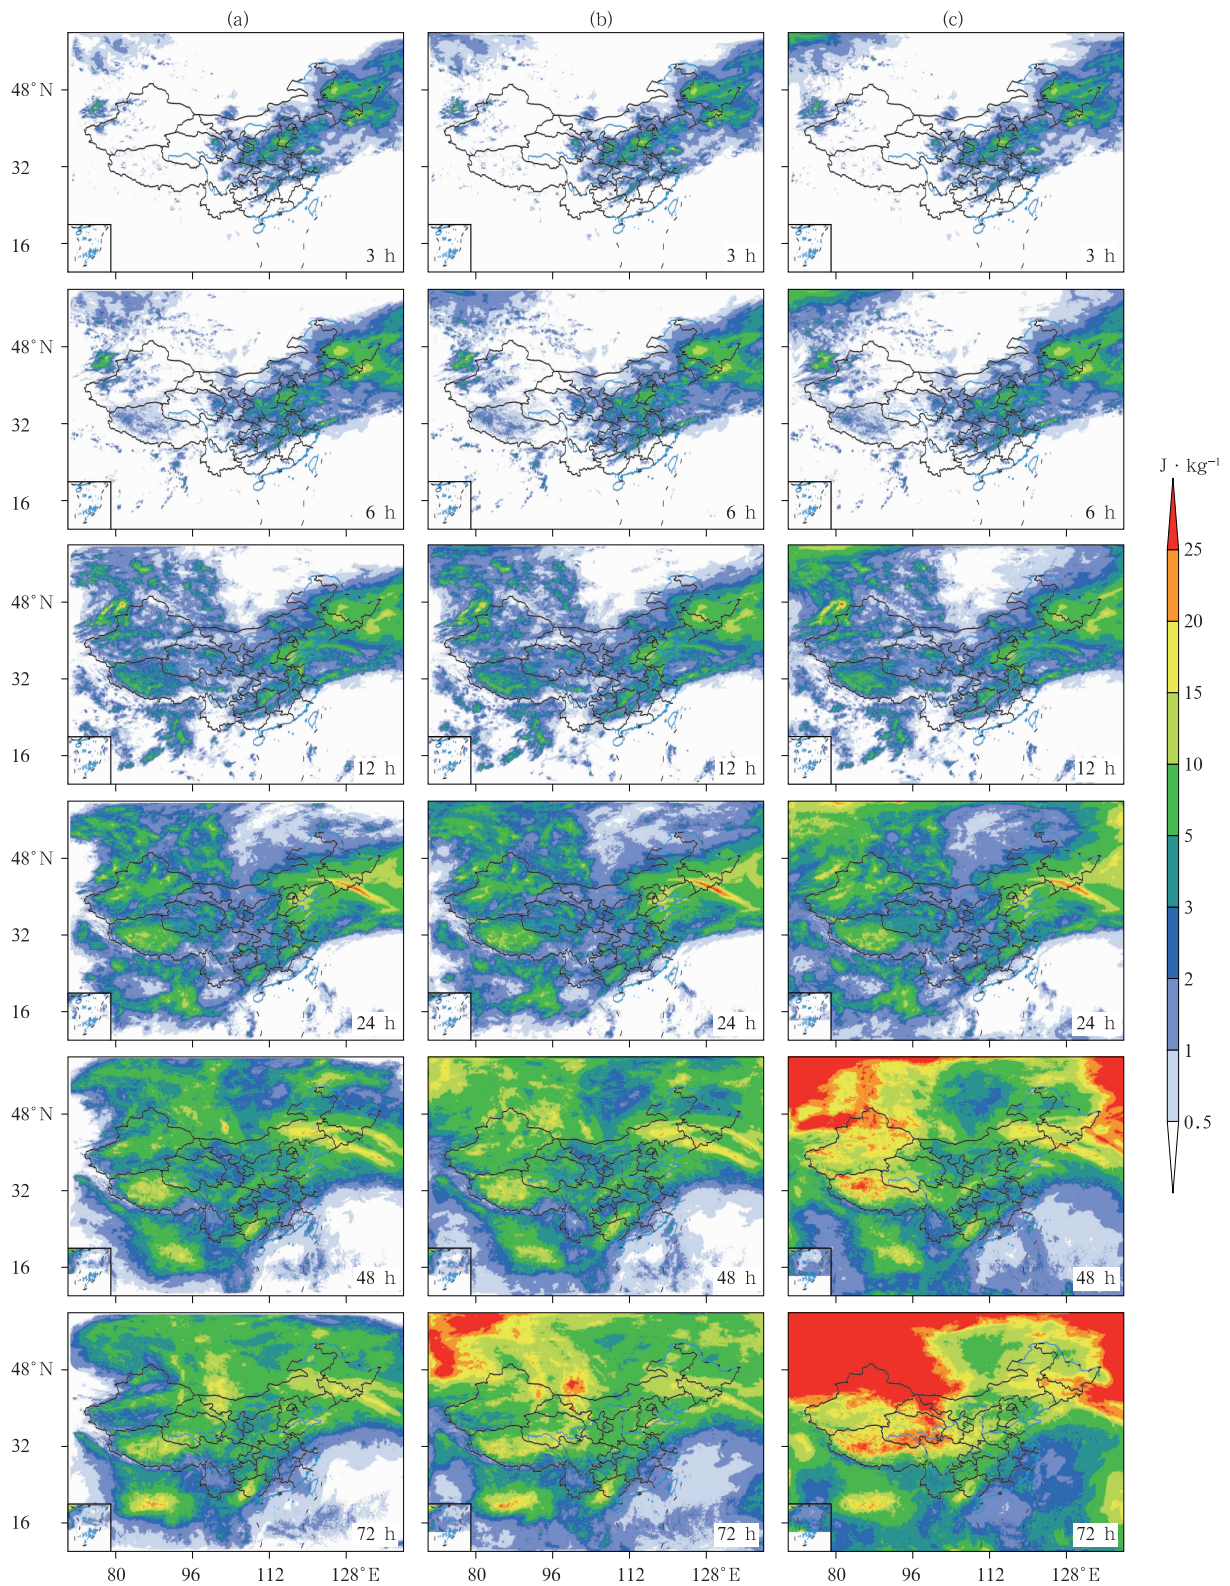 (a) (b) (c)
48°N
32
16
3 h 3 h 3 h
48°N
32
16
6 h 6 h 6 h
J · kg⁻¹
25
20
15
10
5
3
2
1
0.5
48°N
32
16
12 h 12 h 12 h
48°N
32
16
24 h 24 h 24 h
48°N
32
16
48 h 48 h 48 h
48°N
32
16
72 h 72 h 72 h
80 96 112 128°E 80 96 112 128°E 80 96 112 128°E